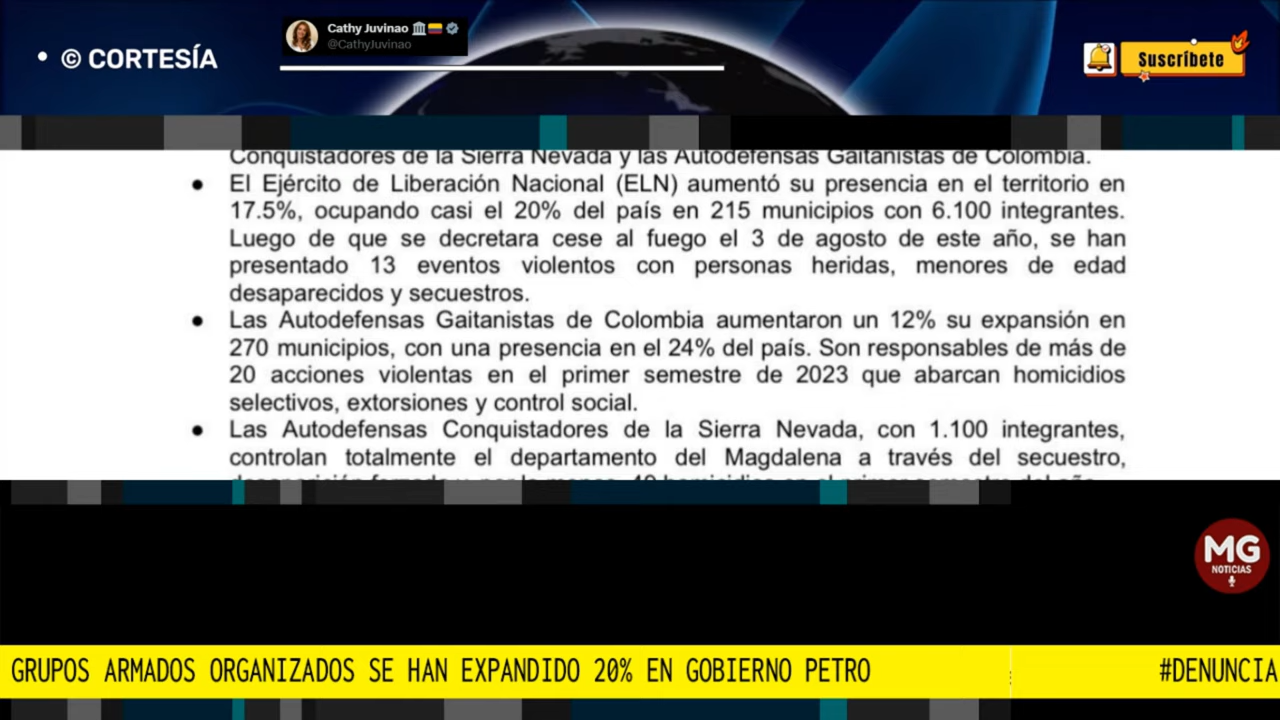 • © CORTESÍA
Cathy Juvinao
@CathyJuvinao
Suscríbete
Conquistadores de la Sierra Nevada y las Autodefensas Gaitanistas de Colombia.
● El Ejército de Liberación Nacional (ELN) aumentó su presencia en el territorio en
17.5%, ocupando casi el 20% del país en 215 municipios con 6.100 integrantes.
Luego de que se decretara cese al fuego el 3 de agosto de este año, se han
presentado 13 eventos violentos con personas heridas, menores de edad
desaparecidos y secuestros.
● Las Autodefensas Gaitanistas de Colombia aumentaron un 12% su expansión en
270 municipios, con una presencia en el 24% del país. Son responsables de más de
20 acciones violentas en el primer semestre de 2023 que abarcan homicidios
selectivos, extorsiones y control social.
● Las Autodefensas Conquistadores de la Sierra Nevada, con 1.100 integrantes,
controlan totalmente el departamento del Magdalena a través del secuestro,
MG
NOTICIAS
GRUPOS ARMADOS ORGANIZADOS SE HAN EXPANDIDO 20% EN GOBIERNO PETRO
#DENUNCIA